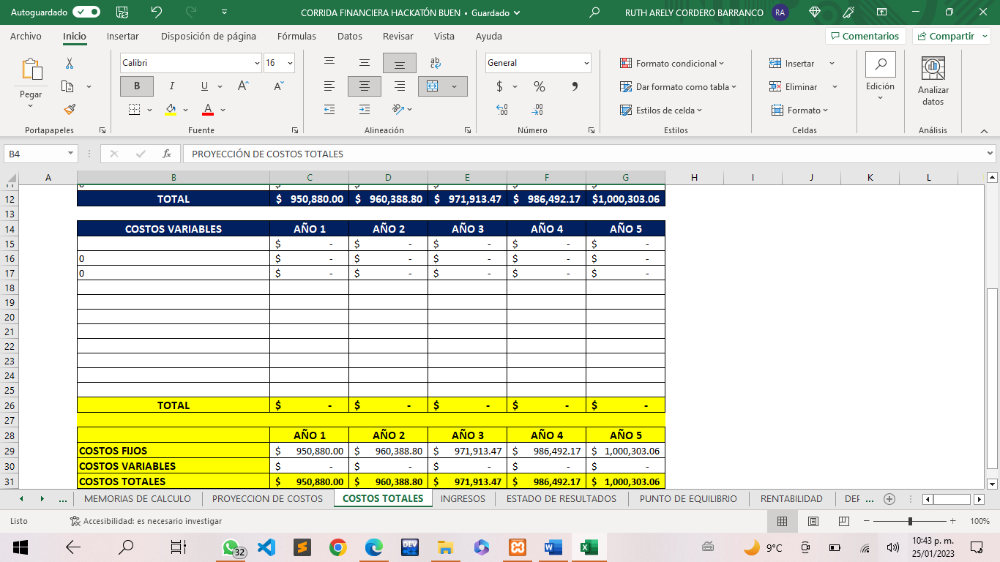 Autoguardado CORRIDA FINANCIERA HACKATÓN BUEN • Guardado RUTH ARELY CORDERO BARRANCO RA
Archivo Inicio Insertar Disposición de página Fórmulas Datos Revisar Vista Ayuda Comentarios Compartir
Pegar
Portapapeles
Calibri 16
N K S
Fuente
ab
Alineación
General
$ % ,
Número
Formato condicional
Dar formato como tabla
Estilos de celda
Estilos
Insertar
Eliminar
Formato
Celdas
Edición
Analizar datos
Análisis
B4 fx PROYECCIÓN DE COSTOS TOTALES
A B C D E F G H I J K L
12 TOTAL $ 950,880.00 $ 960,388.80 $ 971,913.47 $ 986,492.17 $1,000,303.06
13
14 COSTOS VARIABLES AÑO 1 AÑO 2 AÑO 3 AÑO 4 AÑO 5
15 $ - $ - $ - $ - $ -
16 0 $ - $ - $ - $ - $ -
17 0 $ - $ - $ - $ - $ -
18
19
20
21
22
23
24
25
26 TOTAL $ - $ - $ - $ - $ -
27
28 AÑO 1 AÑO 2 AÑO 3 AÑO 4 AÑO 5
29 COSTOS FIJOS $ 950,880.00 $ 960,388.80 $ 971,913.47 $ 986,492.17 $ 1,000,303.06
30 COSTOS VARIABLES $ - $ - $ - $ - $ -
31 COSTOS TOTALES $ 950,880.00 $ 960,388.80 $ 971,913.47 $ 986,492.17 $ 1,000,303.06
... MEMORIAS DE CALCULO PROYECCION DE COSTOS COSTOS TOTALES INGRESOS ESTADO DE RESULTADOS PUNTO DE EQUILIBRIO RENTABILIDAD DEF ...
Listo Accesibilidad: es necesario investigar 100%
32 DEV 9°C 10:43 p. m.
25/01/2023